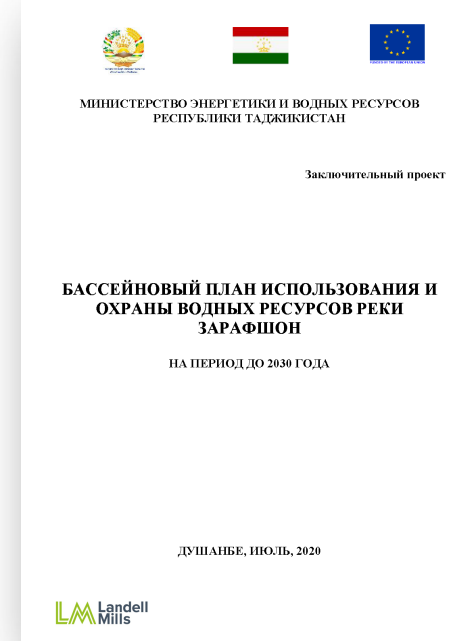 МИНИСТЕРСТВО ЭНЕРГЕТИКИ И ВОДНЫХ РЕСУРСОВ
РЕСПУБЛИКИ ТАДЖИКИСТАН
Заключительный проект
БАССЕЙНОВЫЙ ПЛАН ИСПОЛЬЗОВАНИЯ И
ОХРАНЫ ВОДНЫХ РЕСУРСОВ РЕКИ
ЗАРАФШОН
НА ПЕРИОД ДО 2030 ГОДА
ДУШАНБЕ, ИЮЛЬ, 2020
LM Landell
Mills